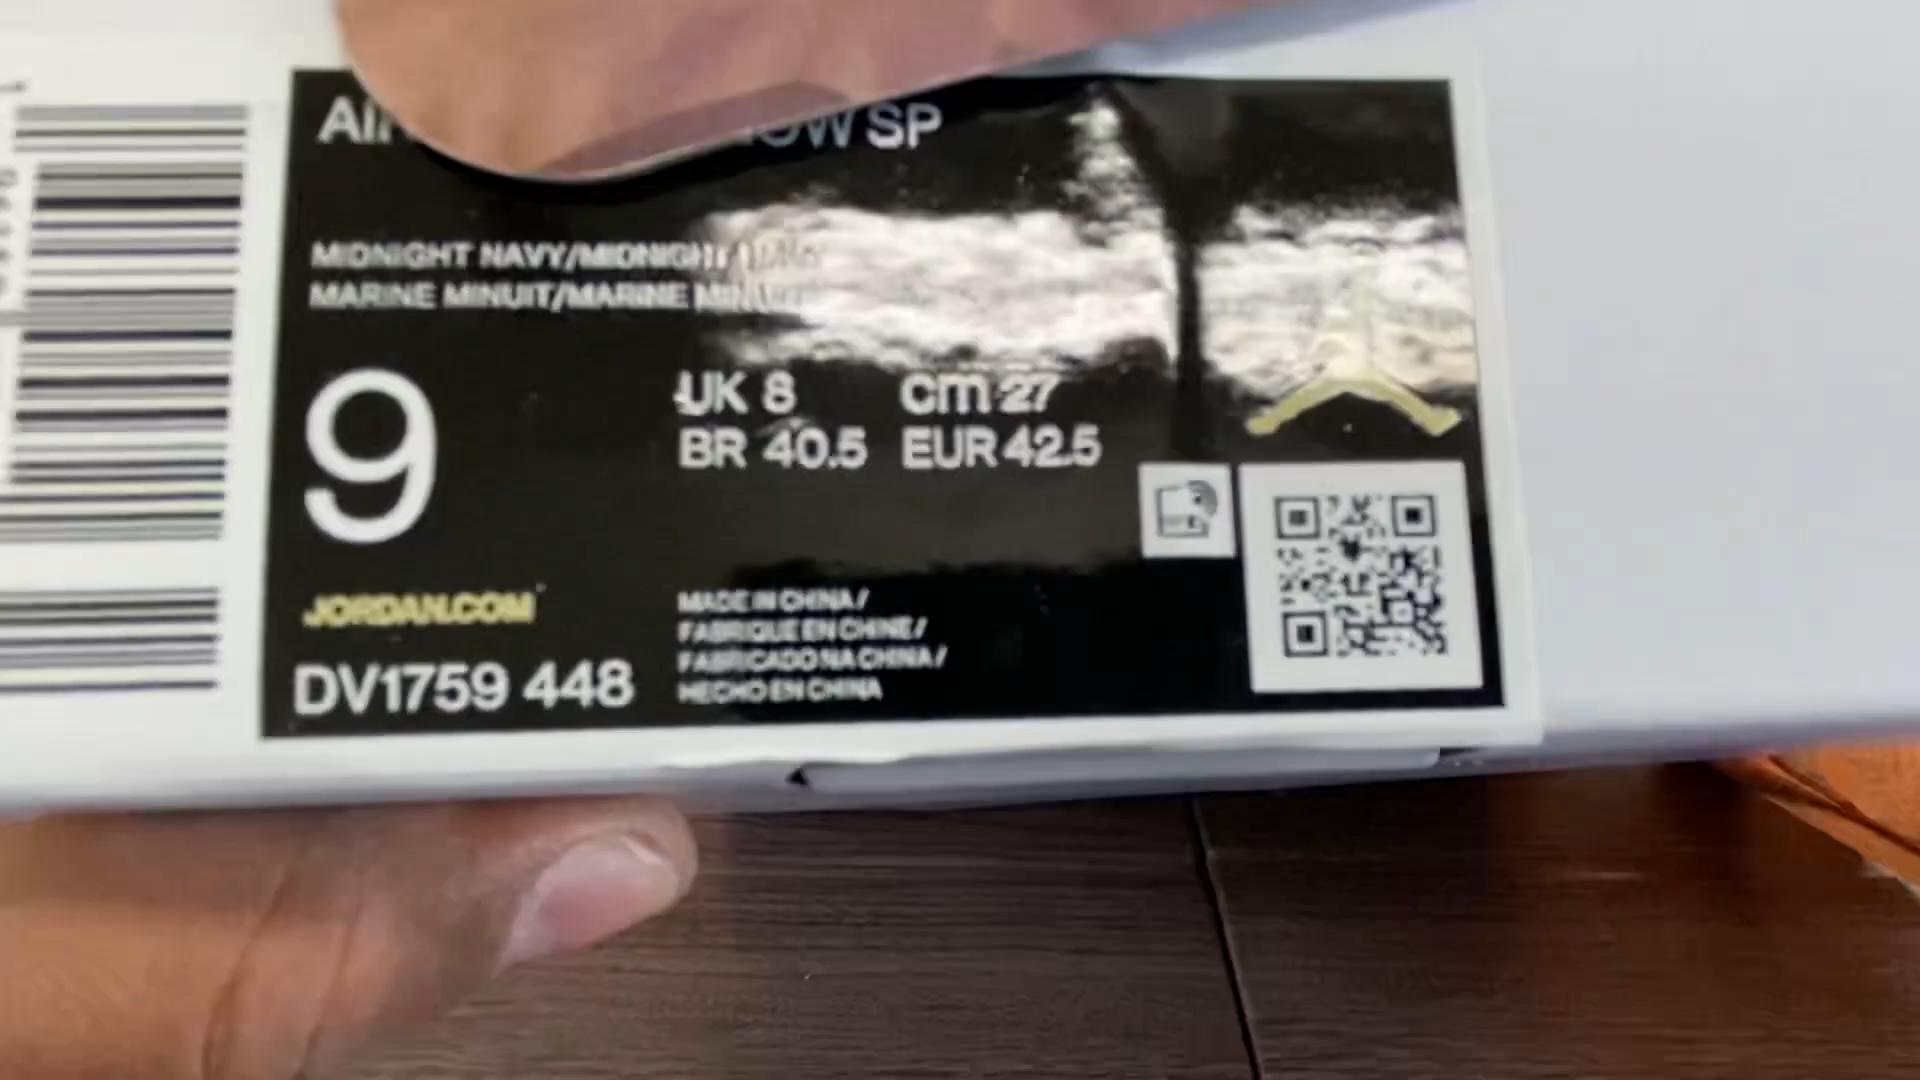 SP
MIDNIGHT NAVY/MIDNIGHT
MARINE MINUIT/MARINE
9
UK 8
cm 27
BR 40.5
EUR 42.5
JORDAN.COM
DV1759 448
MADE IN CHINA/
FABRIQUE EN CHINE/
FABRICADO NA CHINA/
HECHO EN CHINA